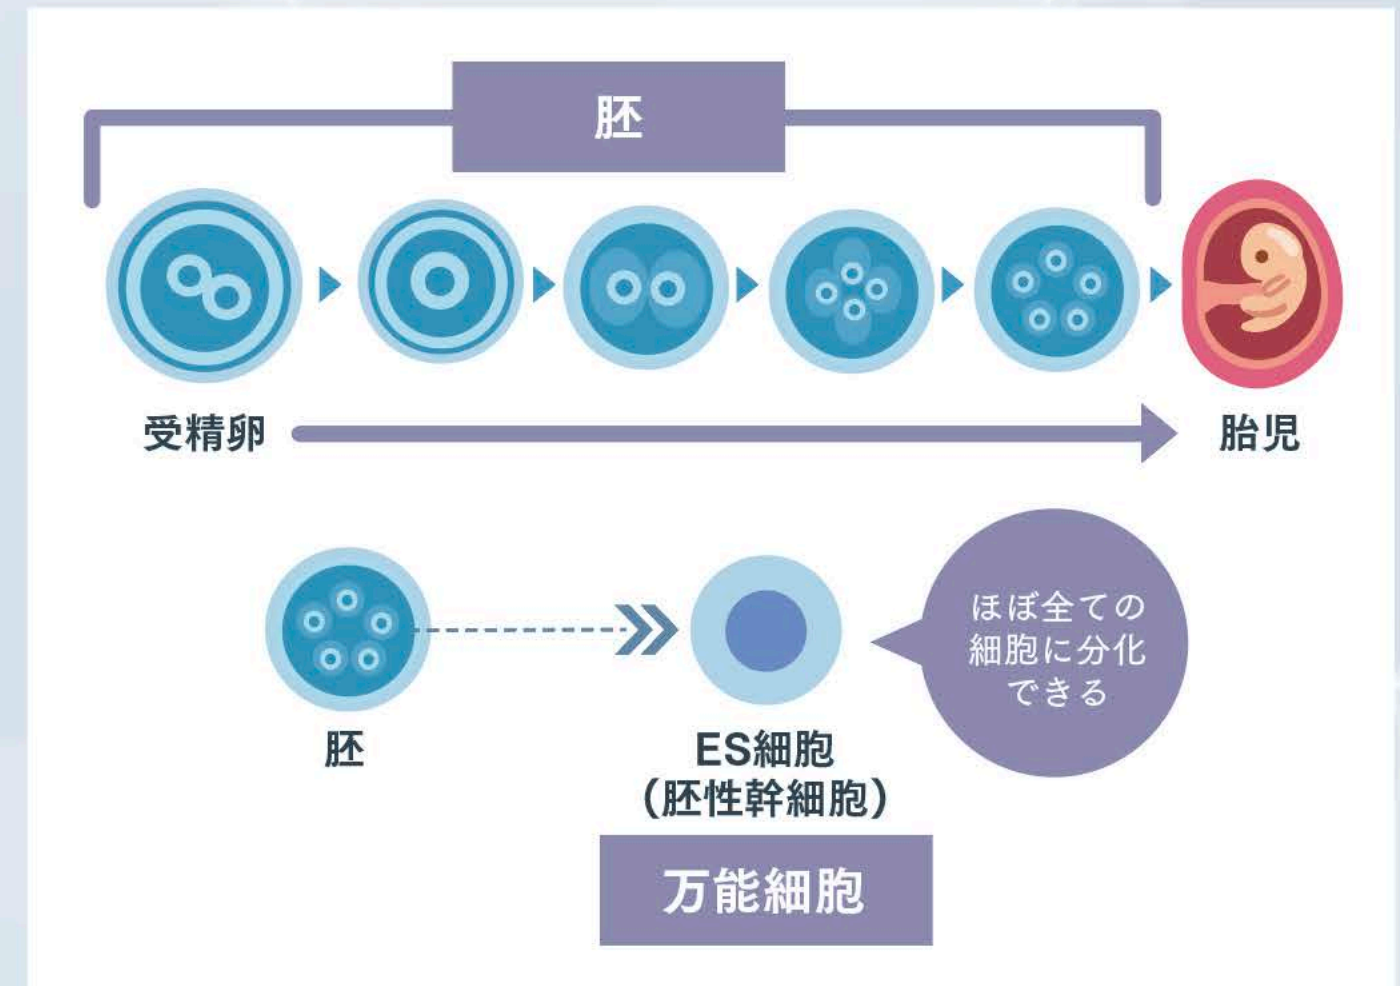 胚
受精卵
胎児
ほぼ全ての
細胞に分化
できる
胚
ES細胞
(胚性幹細胞)
万能細胞